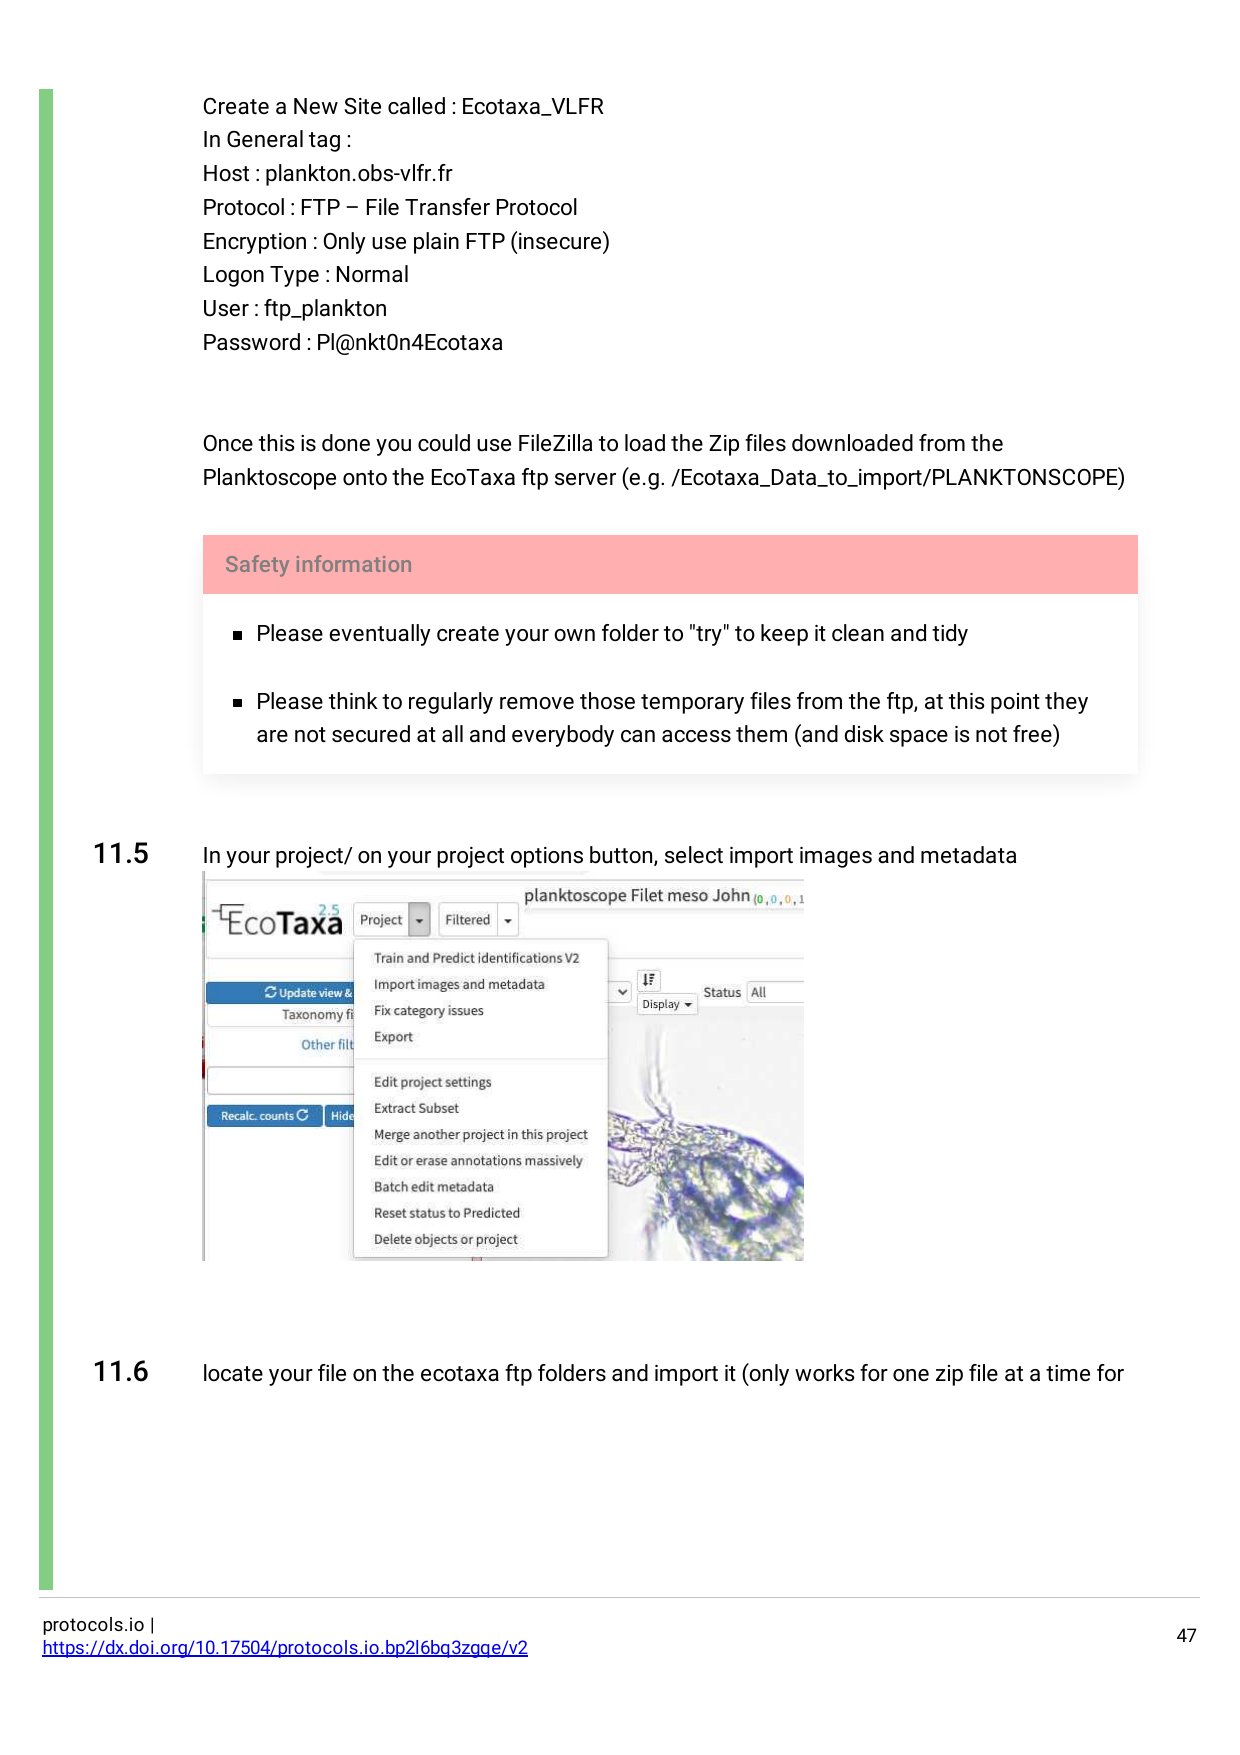 Create a New Site called : Ecotaxa_VLFR
In General tag :
Host : plankton.obs-vlfr.fr
Protocol : FTP – File Transfer Protocol
Encryption : Only use plain FTP (insecure)
Logon Type : Normal
User : ftp_plankton
Password : Pl@nkt0n4Ecotaxa
Once this is done you could use FileZilla to load the Zip files downloaded from the
Planktoscope onto the EcoTaxa ftp server (e.g. /Ecotaxa_Data_to_import/PLANKTONSCOPE)
Safety information
▪ Please eventually create your own folder to "try" to keep it clean and tidy
▪ Please think to regularly remove those temporary files from the ftp, at this point they
are not secured at all and everybody can access them (and disk space is not free)
11.5 In your project/ on your project options button, select import images and metadata
planktoscope Filet meso John (0,0,0,1
EcoTaxa 2.5 Project Filtered
Train and Predict identifications V2
Import images and metadata
Fix category issues
Export
Edit project settings
Extract Subset
Merge another project in this project
Edit or erase annotations massively
Batch edit metadata
Reset status to Predicted
Delete objects or project
Update view &
Taxonomy fi
Other filt
Recalc. counts Hide
Display Status All
11.6 locate your file on the ecotaxa ftp folders and import it (only works for one zip file at a time for
protocols.io |
https://dx.doi.org/10.17504/protocols.io.bp2l6bq3zgqe/v2
47